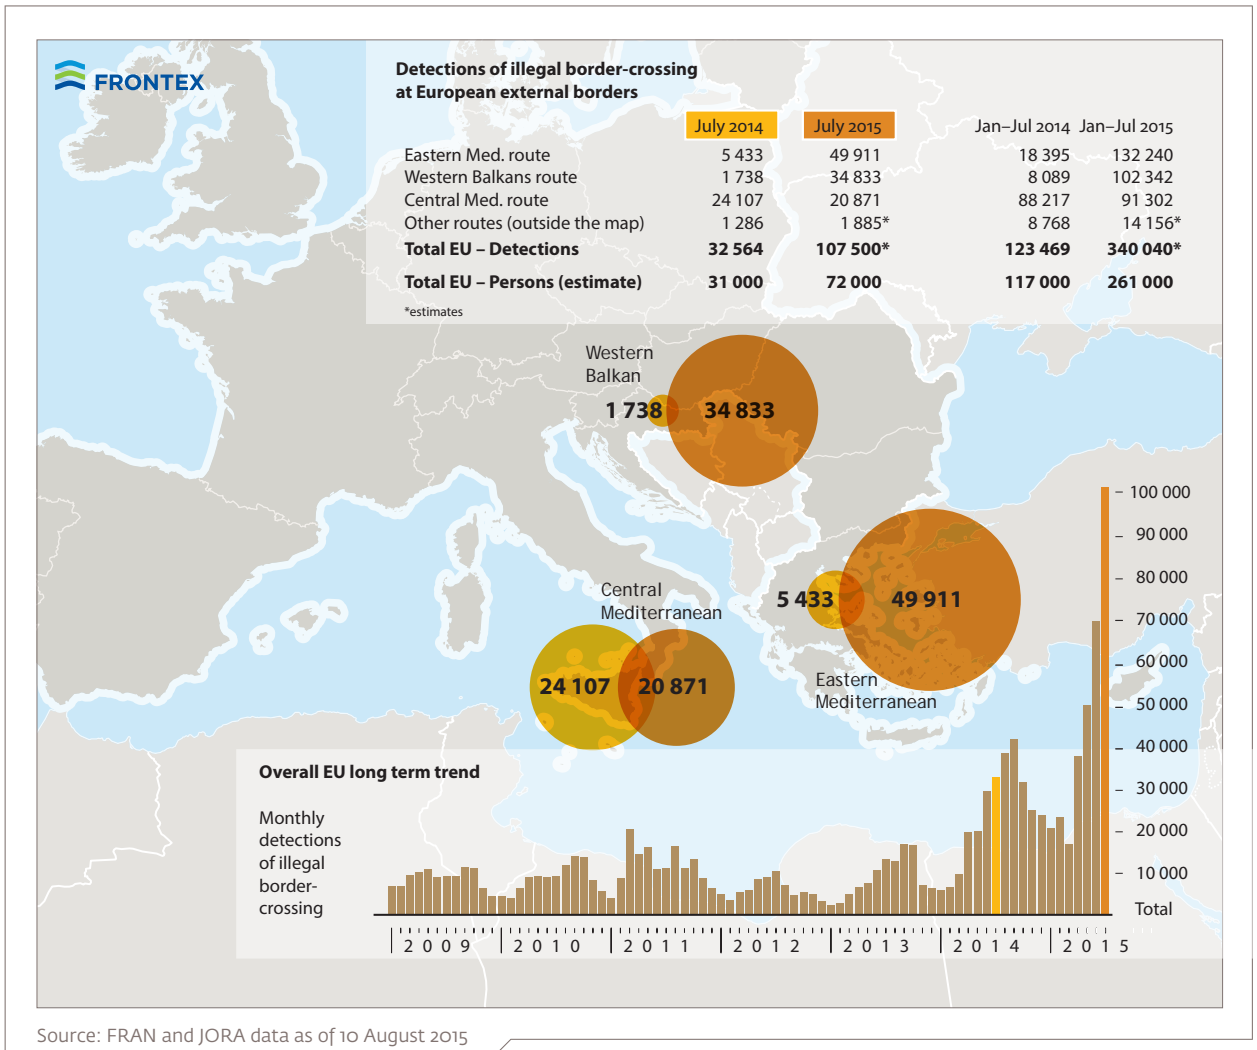 FRONTEX
Detections of illegal border-crossing
at European external borders
July 2014 July 2015 Jan–Jul 2014 Jan–Jul 2015
Eastern Med. route 5 433 49 911 18 395 132 240
Western Balkans route 1 738 34 833 8 089 102 342
Central Med. route 24 107 20 871 88 217 91 302
Other routes (outside the map) 1 286 1 885* 8 768 14 156*
Total EU – Detections 32 564 107 500* 123 469 340 040*
Total EU – Persons (estimate) 31 000 72 000 117 000 261 000
*estimates
Western
Balkan
1 738 34 833
5 433 49 911
Eastern
Mediterranean
Central
Mediterranean
24 107 20 871
100 000
90 000
80 000
70 000
60 000
50 000
40 000
30 000
20 000
10 000
Total
Overall EU long term trend
Monthly
detections
of illegal
border-
crossing
2009 2010 2011 2012 2013 2014 2015
Source: FRAN and JORA data as of 10 August 2015